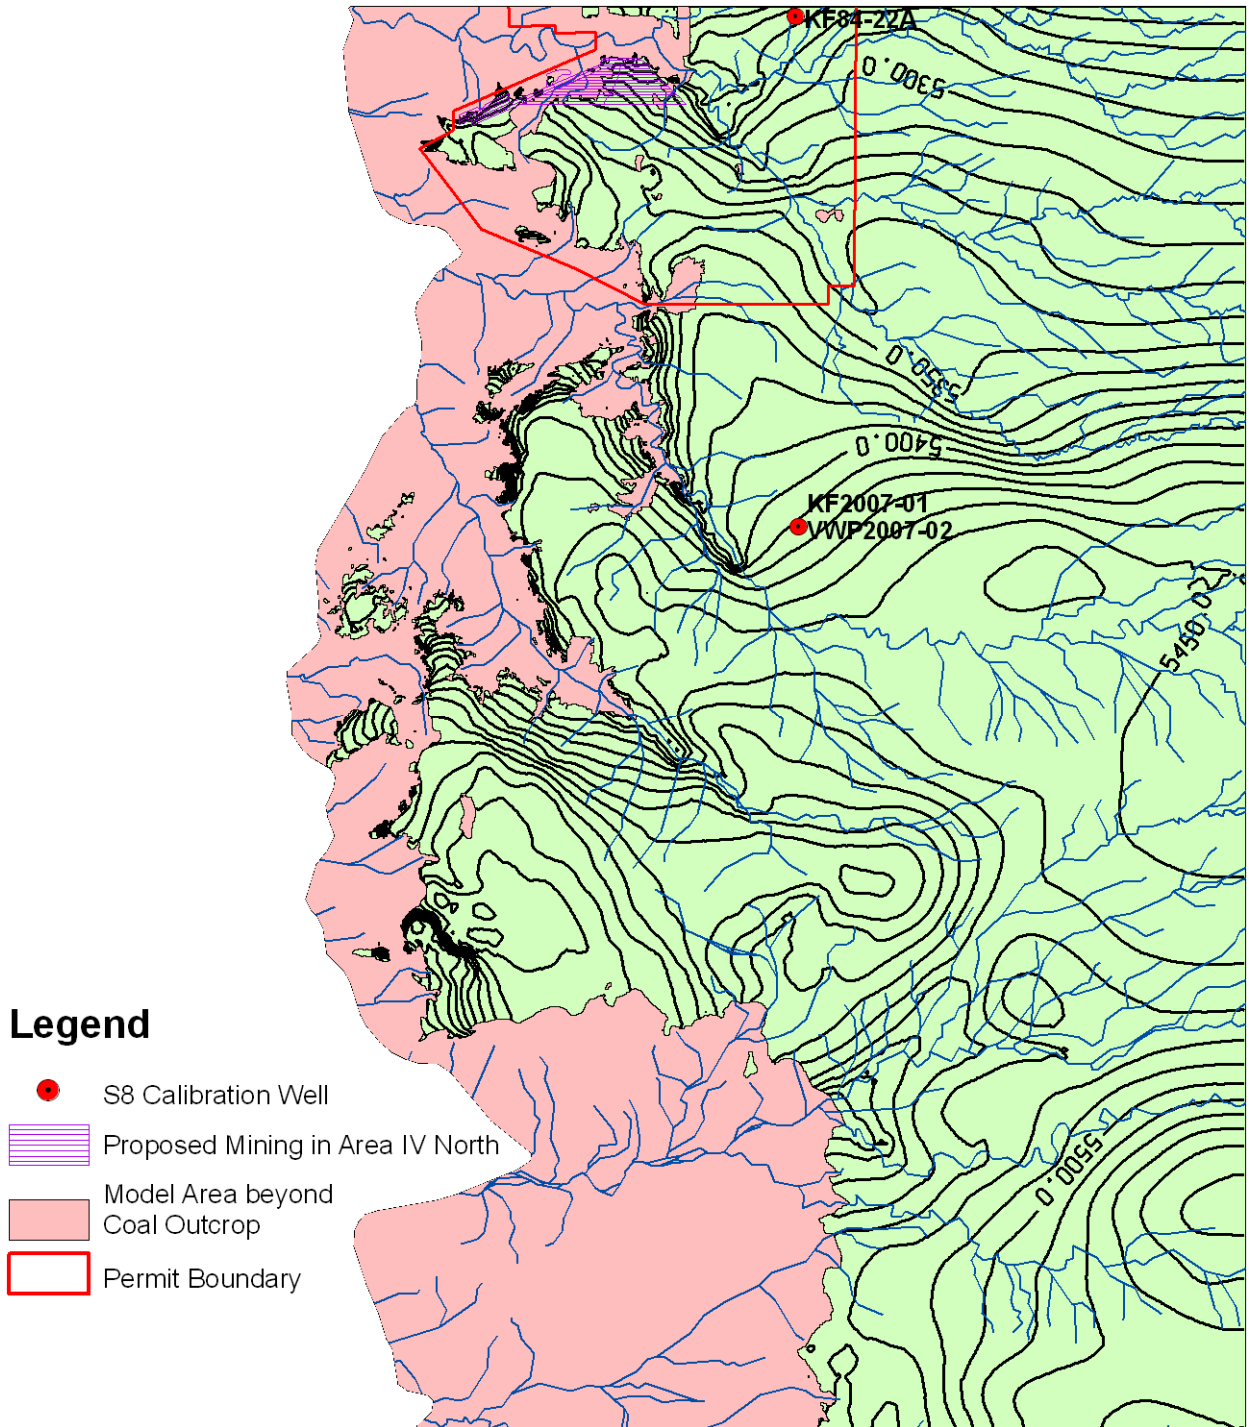 KF84-22A
5300.0
5350.0
5400.0
KF2007-01
VWP2007-02
5450.0
5500.0
Legend
S8 Calibration Well
Proposed Mining in Area IV North
Model Area beyond
Coal Outcrop
Permit Boundary